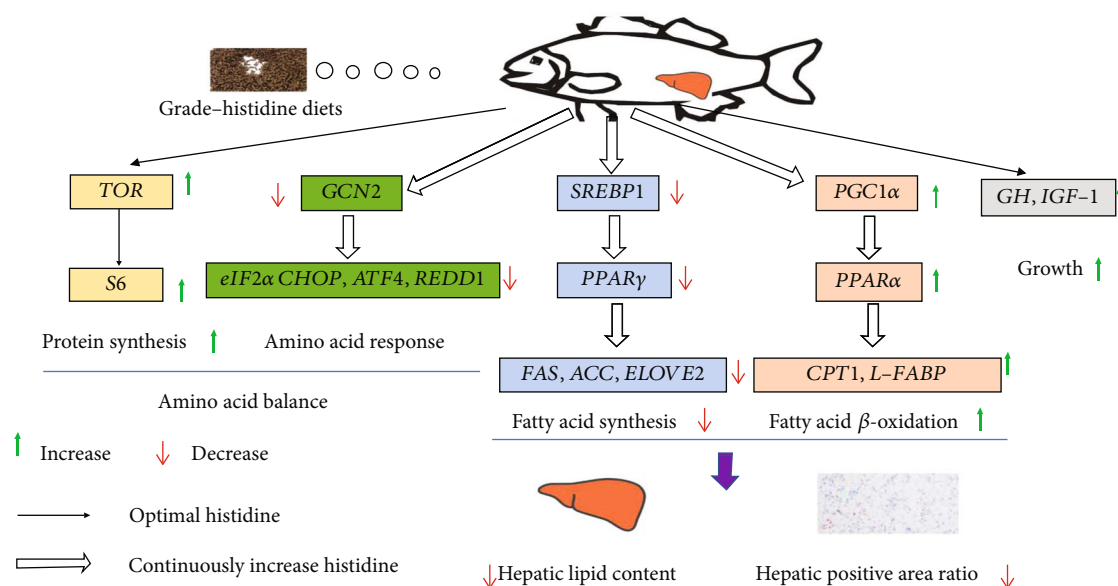 Grade–histidine diets
TOR
GCN2
SREBP1
PGC1α
GH, IGF–1
S6
eIF2α CHOP, ATF4, REDD1
PPARγ
PPARα
Growth
Protein synthesis
Amino acid response
FAS, ACC, ELOVE2
CPT1, L–FABP
Amino acid balance
Fatty acid synthesis
Fatty acid β-oxidation
Increase
Decrease
Optimal histidine
Continuously increase histidine
Hepatic lipid content
Hepatic positive area ratio